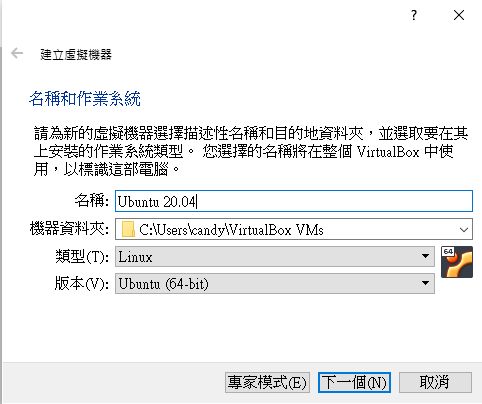 ?
建立虛擬機器
名稱和作業系統
請為新的虛擬機器選擇描述性名稱和目的地資料夾，並選取要在其
上安裝的作業系統類型。 您選擇的名稱將在整個 VirtualBox 中使
用，以標識這部電腦。
名稱: Ubuntu 20.04
機器資料夾: C:\Users\candy\VirtualBox VMs
類型(T): Linux
64
版本(V): Ubuntu (64-bit)
專家模式(E) 下一個(N) 取消